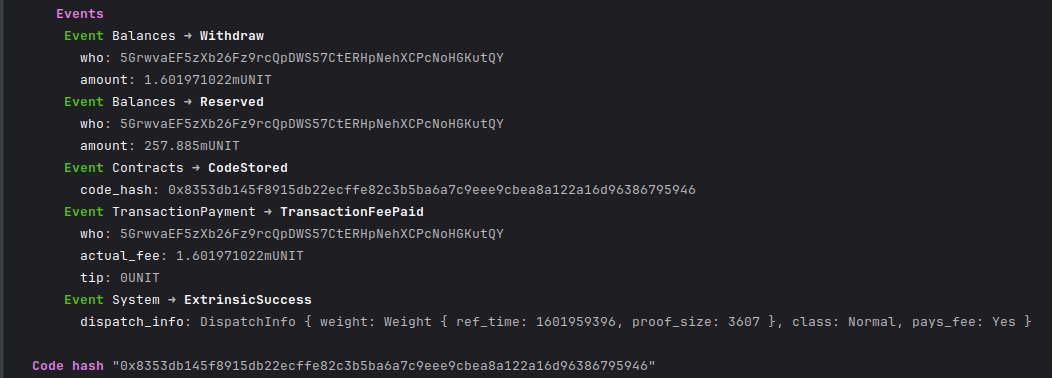 Events
Event Balances → Withdraw
who: 5GrwvaEF5zXb26Fz9rcQpDWS57CtERHpNehXCPcNoHGKutQY
amount: 1.601971022mUNIT
Event Balances → Reserved
who: 5GrwvaEF5zXb26Fz9rcQpDWS57CtERHpNehXCPcNoHGKutQY
amount: 257.885mUNIT
Event Contracts → CodeStored
code_hash: 0x8353db145f8915db22ecffe82c3b5ba6a7c9eee9cbea8a122a16d96386795946
Event TransactionPayment → TransactionFeePaid
who: 5GrwvaEF5zXb26Fz9rcQpDWS57CtERHpNehXCPcNoHGKutQY
actual_fee: 1.601971022mUNIT
tip: 0UNIT
Event System → ExtrinsicSuccess
dispatch_info: DispatchInfo { weight: Weight { ref_time: 1601959396, proof_size: 3607 }, class: Normal, pays_fee: Yes }
Code hash "0x8353db145f8915db22ecffe82c3b5ba6a7c9eee9cbea8a122a16d96386795946"